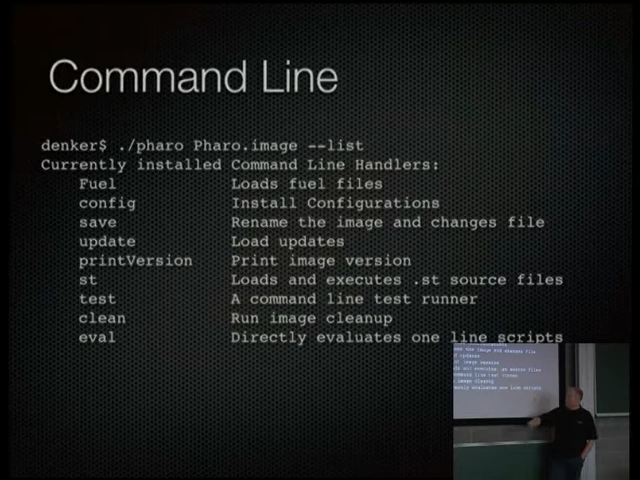 Command Line
denker$ ./pharo Pharo.image --list
Currently installed Command Line Handlers:
Fuel Loads fuel files
config Install Configurations
save Rename the image and changes file
update Load updates
printVersion Print image version
st Loads and executes .st source files
test A command line test runner
clean Run image cleanup
eval Directly evaluates one line scripts